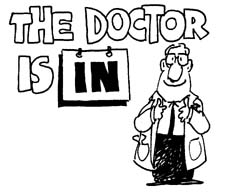 THE DOCTOR
IS IN